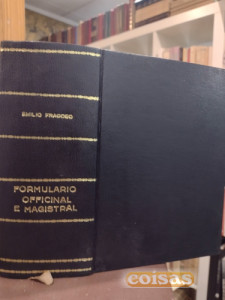 EMILIO FRAGOSO
FORMULARIO
OFFICINAL
E MAGISTRAL
coisas